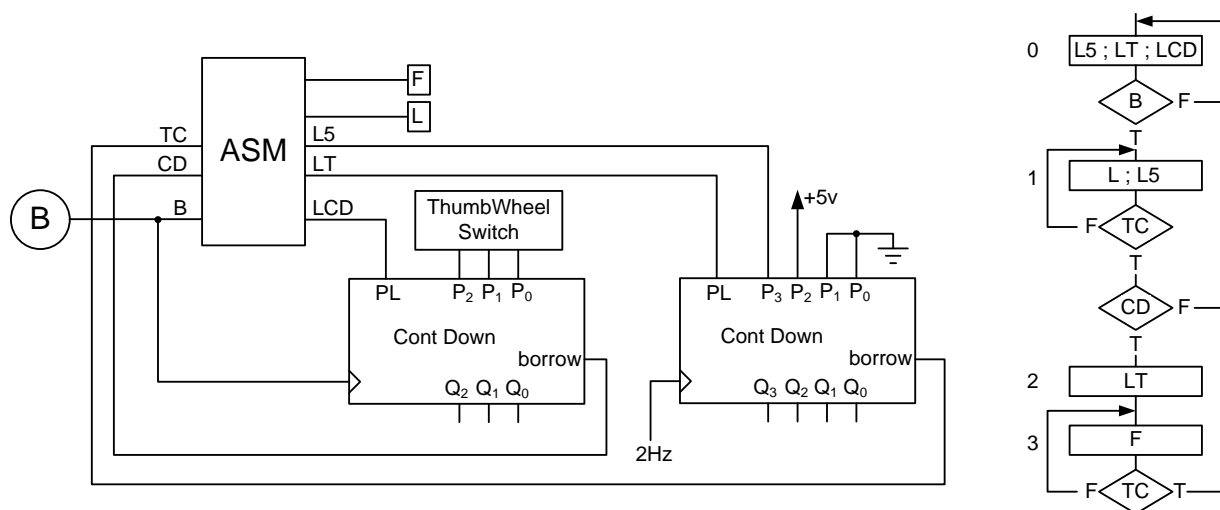 F
L
TC
CD
B
B
ASM
L5
LT
LCD
ThumbWheel
Switch
+5v
PL P₂ P₁ P₀
Cont Down
borrow
Q₂ Q₁ Q₀
PL P₃ P₂ P₁ P₀
Cont Down
borrow
Q₃ Q₂ Q₁ Q₀
2Hz
0 L5 ; LT ; LCD
B F
T
1 L ; L5
F TC
T
CD F
T
2 LT
3 F
F TC T